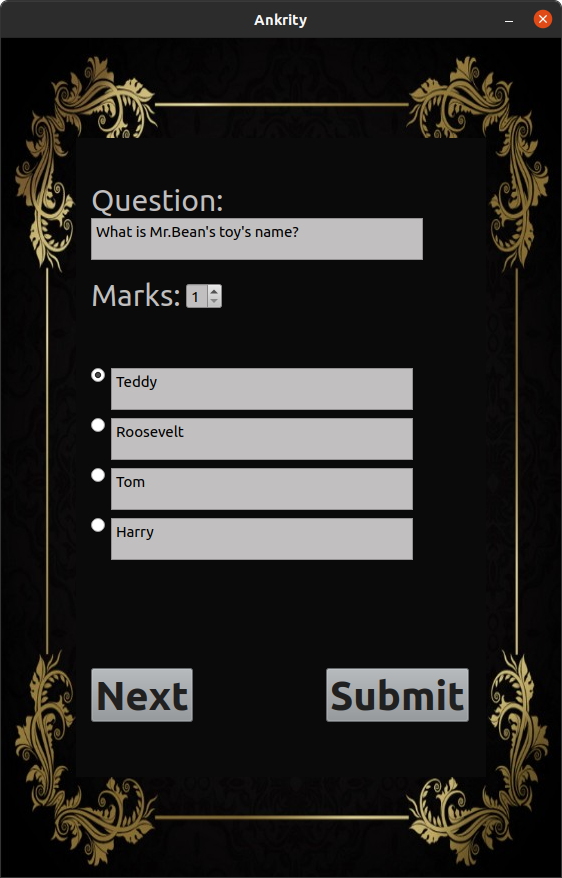 Ankrity
Question:
What is Mr.Bean's toy's name?
Marks: 1
Teddy
Roosevelt
Tom
Harry
Next Submit